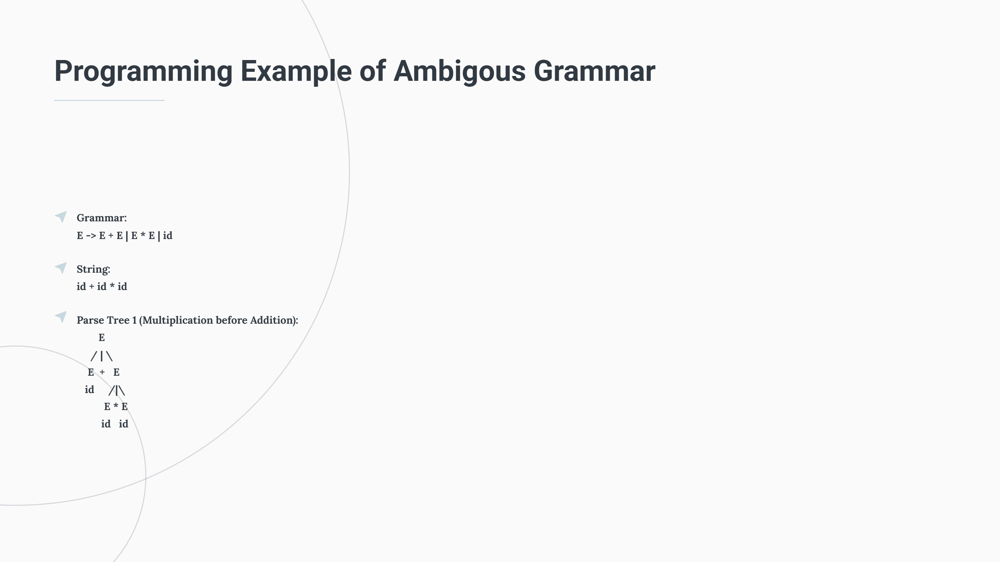 Programming Example of Ambigous Grammar
Grammar:
E -> E + E | E * E | id
String:
id + id * id
Parse Tree 1 (Multiplication before Addition):
E
/ | \
E + E
id /|\
E * E
id id